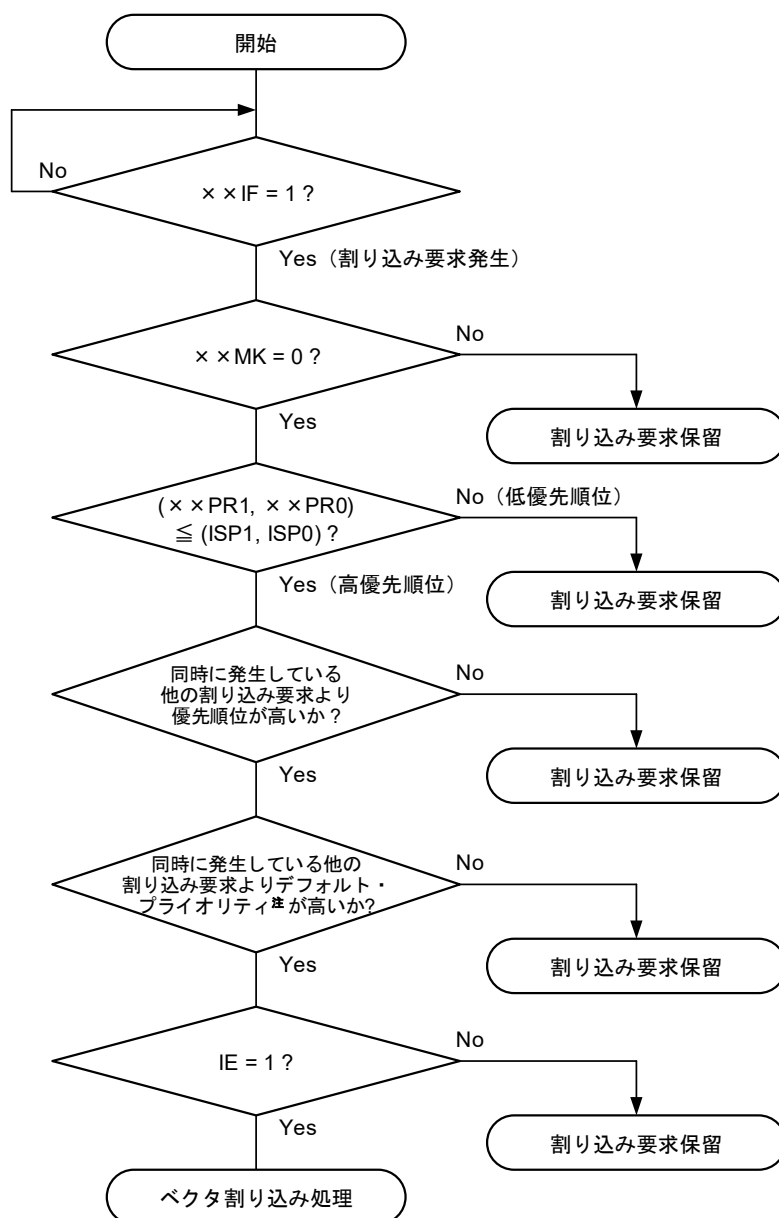 開始
No
××IF = 1 ?
Yes（割り込み要求発生）
××MK = 0 ?
No
Yes
割り込み要求保留
(××PR1, ××PR0)
≦ (ISP1, ISP0) ?
No（低優先順位）
Yes（高優先順位）
割り込み要求保留
同時に発生している
他の割り込み要求より
優先順位が高いか？
No
Yes
割り込み要求保留
同時に発生している他の
割り込み要求よりデフォルト・
プライオリティ注が高いか?
No
Yes
割り込み要求保留
IE = 1 ?
No
Yes
割り込み要求保留
ベクタ割り込み処理